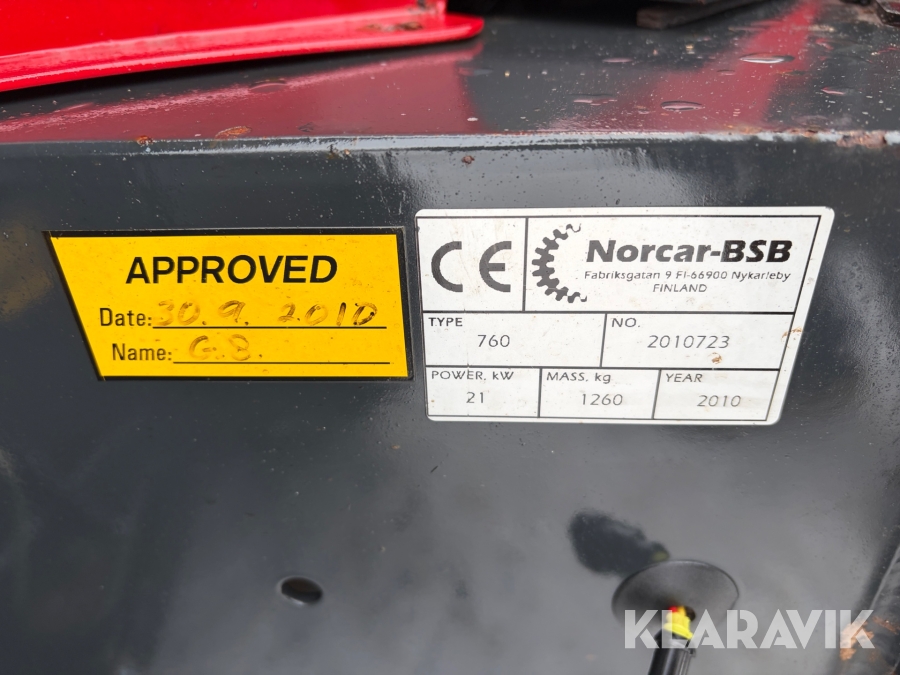 APPROVED
Date: 30.9.2010
Name: G.B.
CE
Norcar-BSB
Fabriksgatan 9 FI-66900 Nykarleby
FINLAND
TYPE
760
NO.
2010723
POWER, kW
21
MASS, kg
1260
YEAR
2010
KLARAVIK